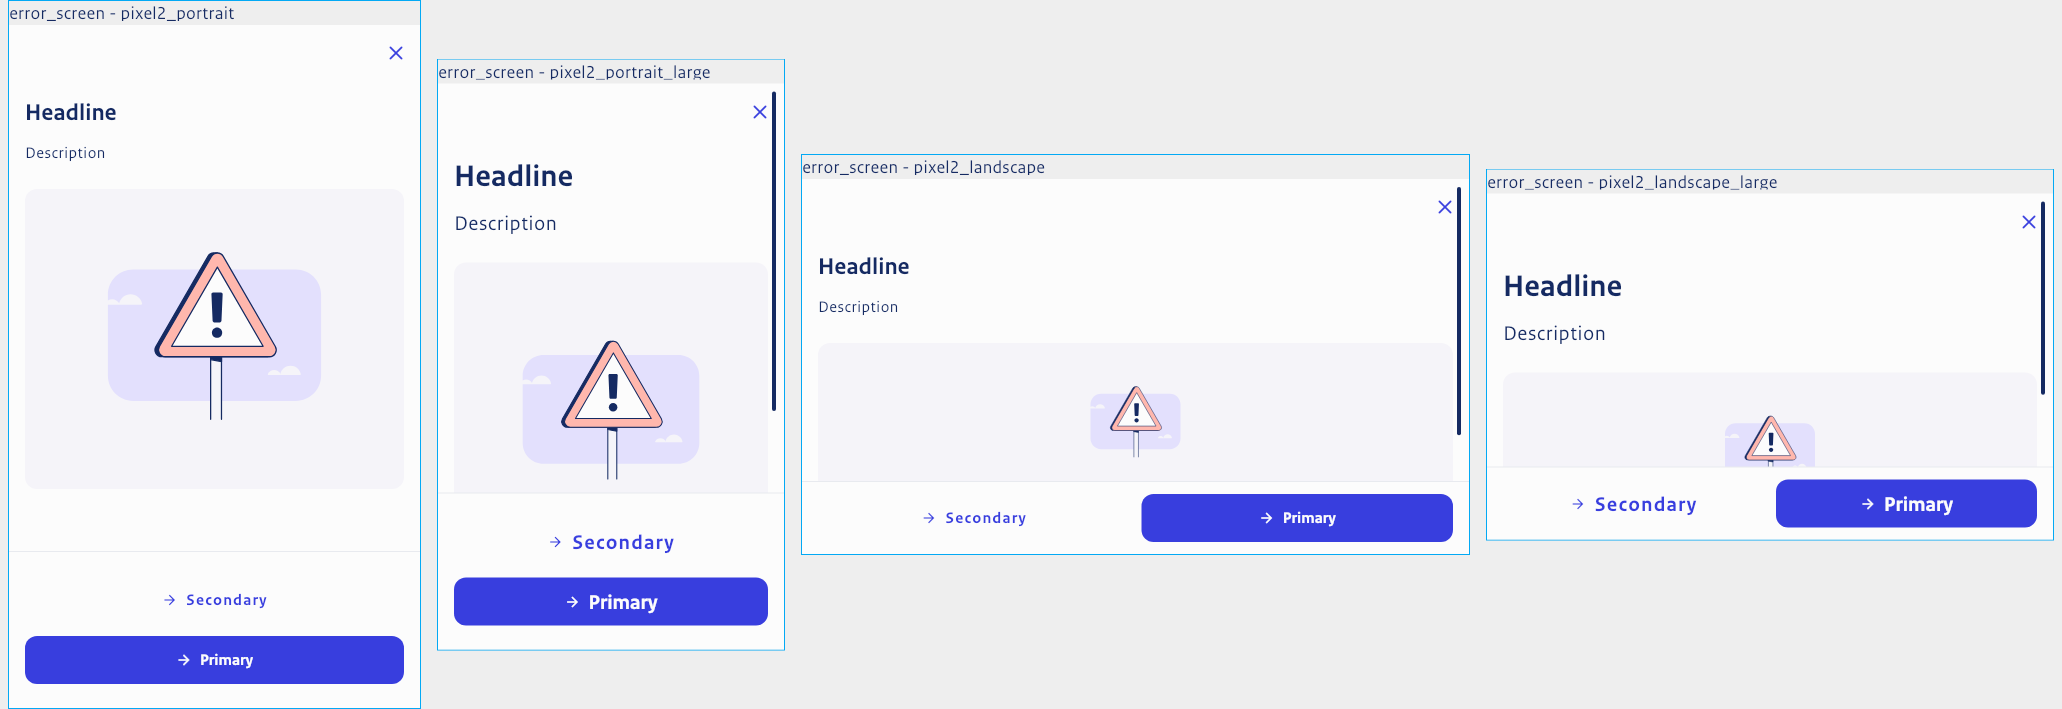 error_screen - pixel2_portrait
Headline
Description
!
Secondary
Primary
error_screen - pixel2_portrait_large
Headline
Description
!
Secondary
Primary
error_screen - pixel2_landscape
Headline
Description
!
Secondary
Primary
error_screen - pixel2_landscape_large
Headline
Description
!
Secondary
Primary